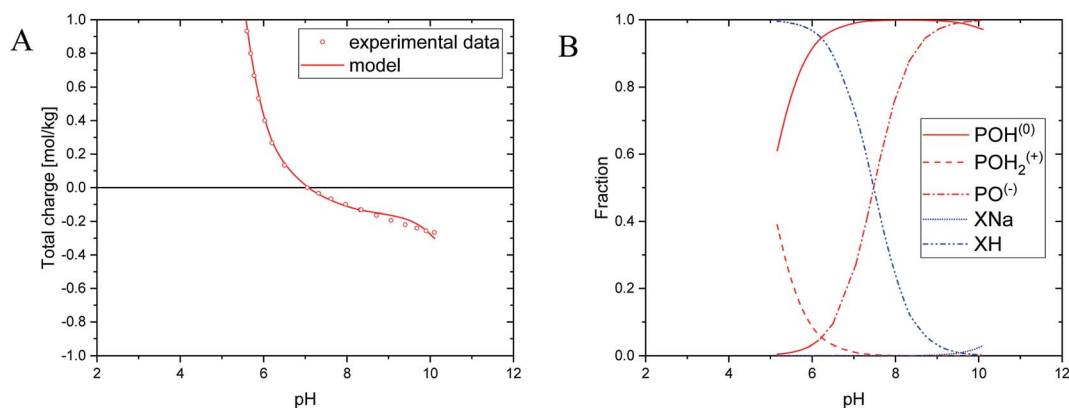 A
experimental data
model
Total charge [mol/kg]
1.0
0.8
0.6
0.4
0.2
0.0
-0.2
-0.4
-0.6
-0.8
-1.0
2 4 6 8 10 12
pH
B
POH(0)
POH2(+)
PO(-)
XNa
XH
Fraction
1.0
0.8
0.6
0.4
0.2
0.0
2 4 6 8 10 12
pH